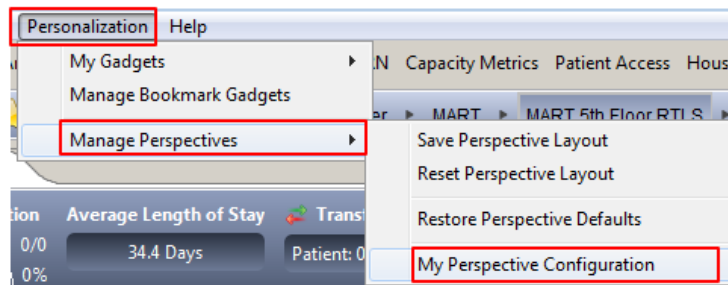 Personalization Help
My Gadgets
N Capacity Metrics Patient Access Hous
Manage Bookmark Gadgets
er MART MART 5th Floor RTLS
Manage Perspectives
Save Perspective Layout
Reset Perspective Layout
tion Average Length of Stay Trans
Restore Perspective Defaults
0/0 34.4 Days Patient: 0
My Perspective Configuration
0%